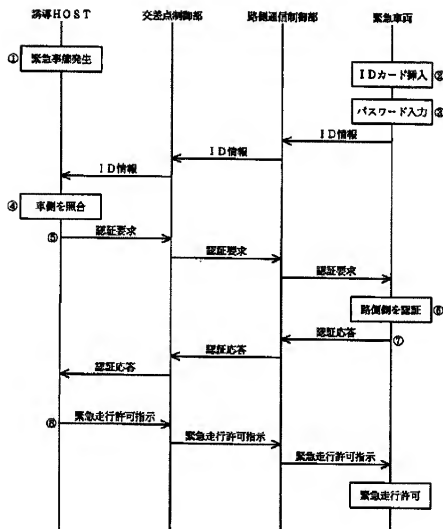 誘導HOST 交差点制御部 路側通信制御部 緊急車両
① 緊急事態発生
IDカード挿入 ②
パスワード入力 ③
ID情報
ID情報
ID情報
④ 車側を照合
⑤ 認証要求
認証要求
認証要求
路側側を認証 ⑥
認証応答 ⑦
認証応答
認証応答
⑧ 緊急走行許可指示
緊急走行許可指示
緊急走行許可指示
緊急走行許可